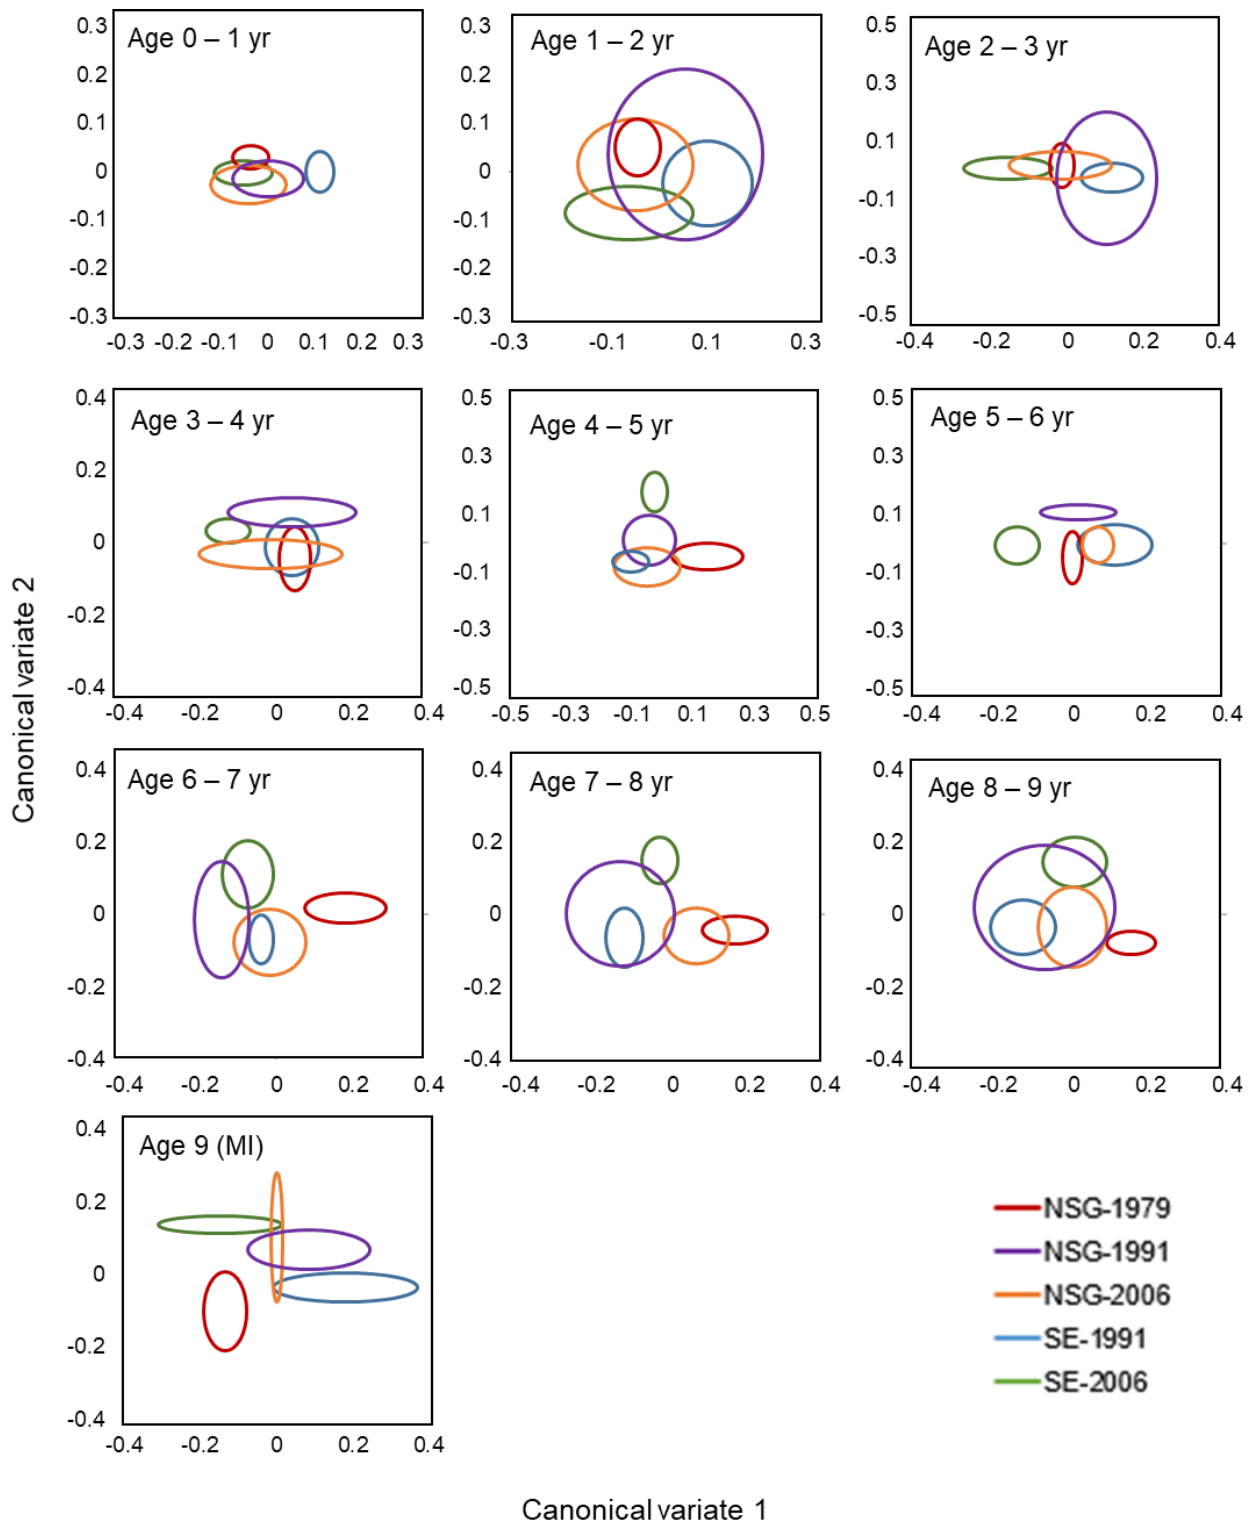 Age 0 – 1 yr
0.3
0.2
0.1
0
-0.1
-0.2
-0.3
-0.3 -0.2 -0.1 0 0.1 0.2 0.3
Age 1 – 2 yr
0.3
0.2
0.1
0
-0.1
-0.2
-0.3
-0.3 -0.1 0.1 0.3
Age 2 – 3 yr
0.5
0.3
0.1
-0.1
-0.3
-0.5
-0.4 -0.2 0 0.2 0.4
Age 3 – 4 yr
0.4
0.2
0
-0.2
-0.4
-0.4 -0.2 0 0.2 0.4
Age 4 – 5 yr
0.5
0.3
0.1
-0.1
-0.3
-0.5
-0.5 -0.3 -0.1 0.1 0.3 0.5
Age 5 – 6 yr
0.5
0.3
0.1
-0.1
-0.3
-0.5
-0.4 -0.2 0 0.2 0.4
Canonical variate 2
Age 6 – 7 yr
0.4
0.2
0
-0.2
-0.4
-0.4 -0.2 0 0.2 0.4
Age 7 – 8 yr
0.4
0.2
0
-0.2
-0.4
-0.4 -0.2 0 0.2 0.4
Age 8 – 9 yr
0.4
0.2
0
-0.2
-0.4
-0.4 -0.2 0 0.2 0.4
Age 9 (MI)
0.4
0.2
0
-0.2
-0.4
-0.4 -0.2 0 0.2 0.4
NSG-1979
NSG-1991
NSG-2006
SE-1991
SE-2006
Canonical variate 1